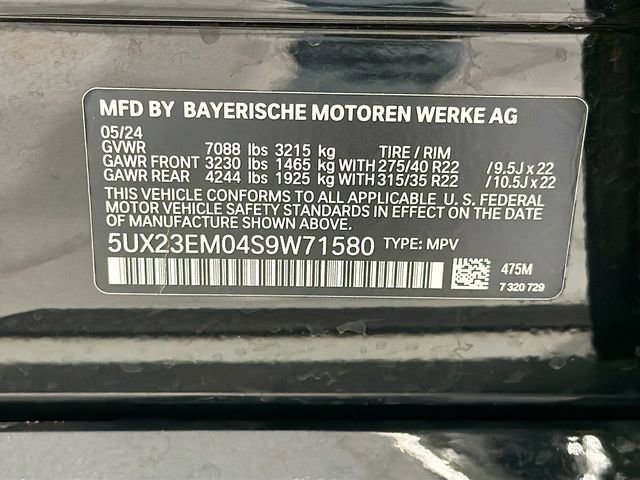 MFD BY BAYERISCHE MOTOREN WERKE AG
05/24
GVWR 7088 lbs 3215 kg TIRE / RIM
GAWR FRONT 3230 lbs 1465 kg WITH 275/40 R22 / 9.5J x 22
GAWR REAR 4244 lbs 1925 kg WITH 315/35 R22 / 10.5J x 22
THIS VEHICLE CONFORMS TO ALL APPLICABLE U. S. FEDERAL
MOTOR VEHICLE SAFETY STANDARDS IN EFFECT ON THE DATE
OF MANUFACTURE SHOWN ABOVE.
5UX23EM04S9W71580 TYPE: MPV
475M
7 320 729